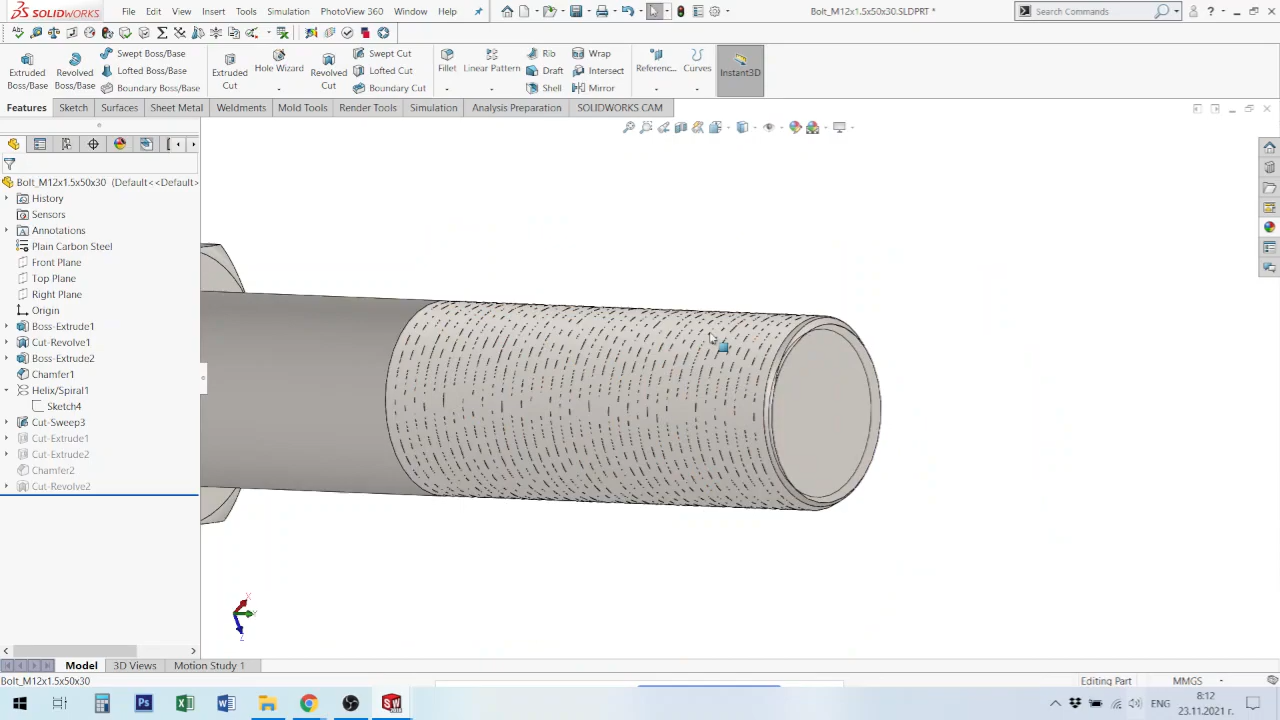 SOLIDWORKS File Edit View Insert Tools Simulation PhotoView 360 Window Help Bolt_M12x1.5x50x30.SLDPRT * Search Commands
Extruded Boss/Base
Revolved Boss/Base
Swept Boss/Base
Lofted Boss/Base
Boundary Boss/Base
Extruded Cut
Hole Wizard
Revolved Cut
Swept Cut
Lofted Cut
Boundary Cut
Fillet
Linear Pattern
Rib
Draft
Shell
Wrap
Intersect
Mirror
Referenc...
Curves
Instant3D
Features Sketch Surfaces Sheet Metal Weldments Mold Tools Render Tools Simulation Analysis Preparation SOLIDWORKS CAM
Bolt_M12x1.5x50x30 (Default<<Default>
History
Sensors
Annotations
Plain Carbon Steel
Front Plane
Top Plane
Right Plane
Origin
Boss-Extrude1
Cut-Revolve1
Boss-Extrude2
Chamfer1
Helix/Spiral1
Sketch4
Cut-Sweep3
Cut-Extrude1
Cut-Extrude2
Chamfer2
Cut-Revolve2
X
Y
Z
Model 3D Views Motion Study 1
Bolt_M12x1.5x50x30 Editing Part MMGS
ЕНГ
8:12
23.11.2021 г.